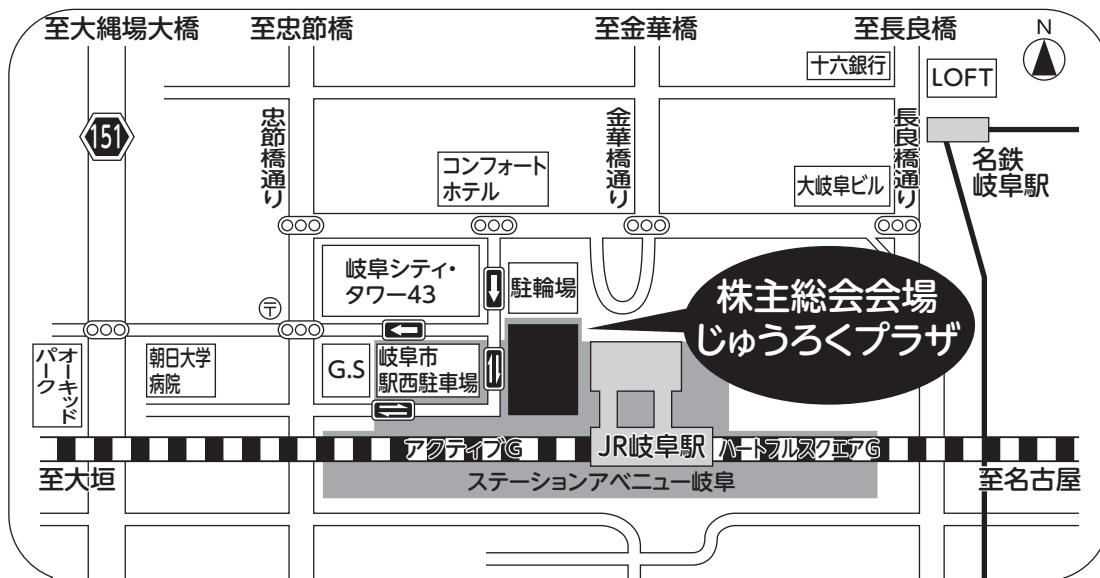 至大縄場大橋
至忠節橋
至金華橋
至長良橋
N
十六銀行
LOFT
151
忠節橋通り
金華橋通り
長良橋通り
名鉄
岐阜駅
コンフォート
ホテル
大岐阜ビル
岐阜シティ・
タワー43
駐輪場
株主総会会場
じゅうろくプラザ
〒
オーキッド
パーク
朝日大学
病院
G.S
岐阜市
駅西駐車場
アクティブG
JR岐阜駅
ハートフルスクエアG
至大垣
ステーションアベニュー岐阜
至名古屋